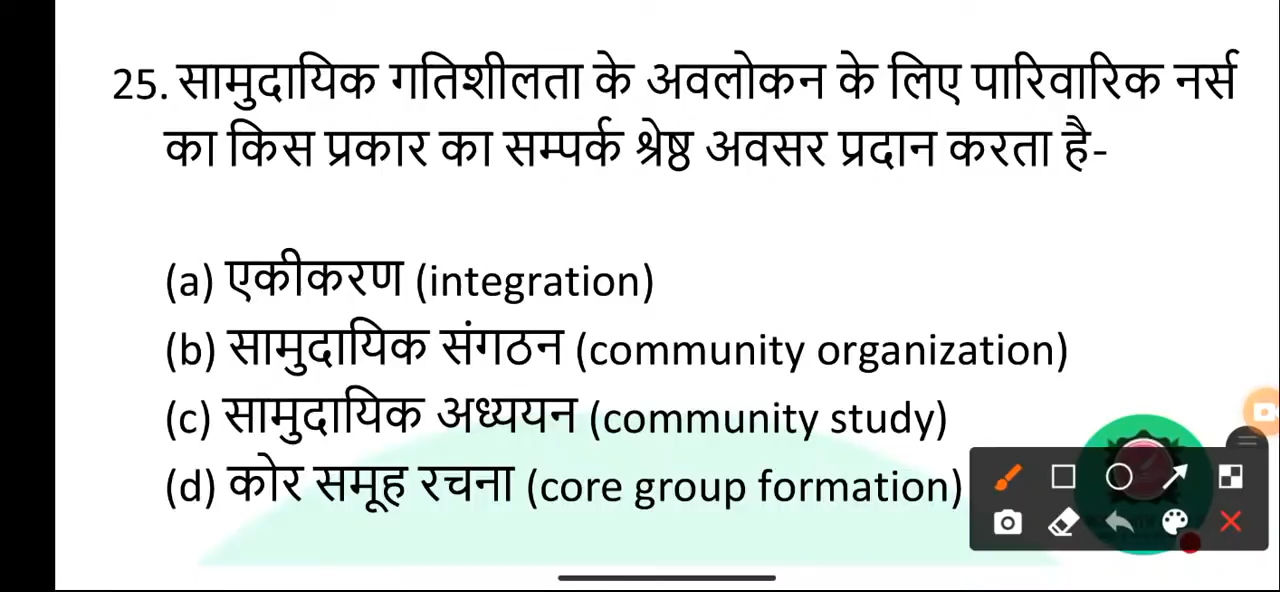 25. सामुदायिक गतिशीलता के अवलोकन के लिए पारिवारिक नर्स
का किस प्रकार का सम्पर्क श्रेष्ठ अवसर प्रदान करता है-
(a) एकीकरण (integration)
(b) सामुदायिक संगठन (community organization)
(c) सामुदायिक अध्ययन (community study)
(d) कोर समूह रचना (core group formation)